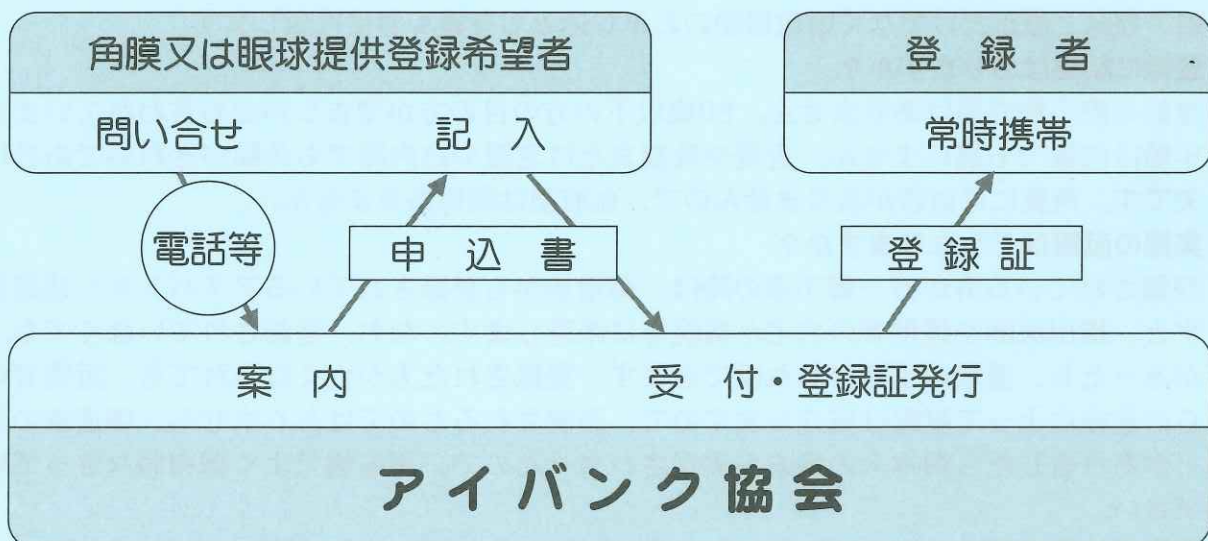 角膜又は眼球提供登録希望者
登録者
問い合せ
記入
常時携帯
電話等
申込書
登録証
案内
受付・登録証発行
アイバンク協会